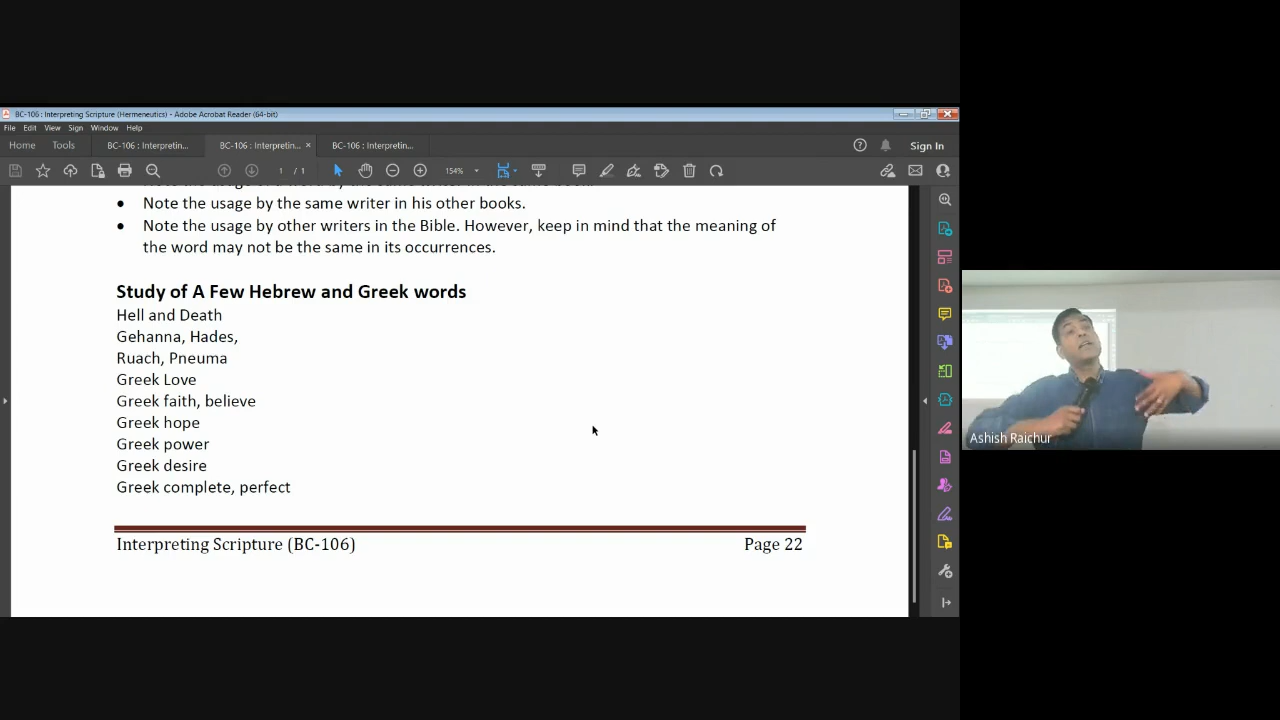 BC-106 : Interpreting Scripture (Hermeneutics) - Adobe Acrobat Reader (64-bit)
File Edit View Sign Window Help
Home Tools BC-106 : Interpretin... BC-106 : Interpretin... × BC-106 : Interpretin... Sign In
1 / 1 154%
• Note the usage by the same writer in his other books.
• Note the usage by other writers in the Bible. However, keep in mind that the meaning of
the word may not be the same in its occurrences.
Study of A Few Hebrew and Greek words
Hell and Death
Gehanna, Hades,
Ruach, Pneuma
Greek Love
Greek faith, believe
Greek hope
Greek power
Greek desire
Greek complete, perfect
Interpreting Scripture (BC-106) Page 22
Ashish Raichur